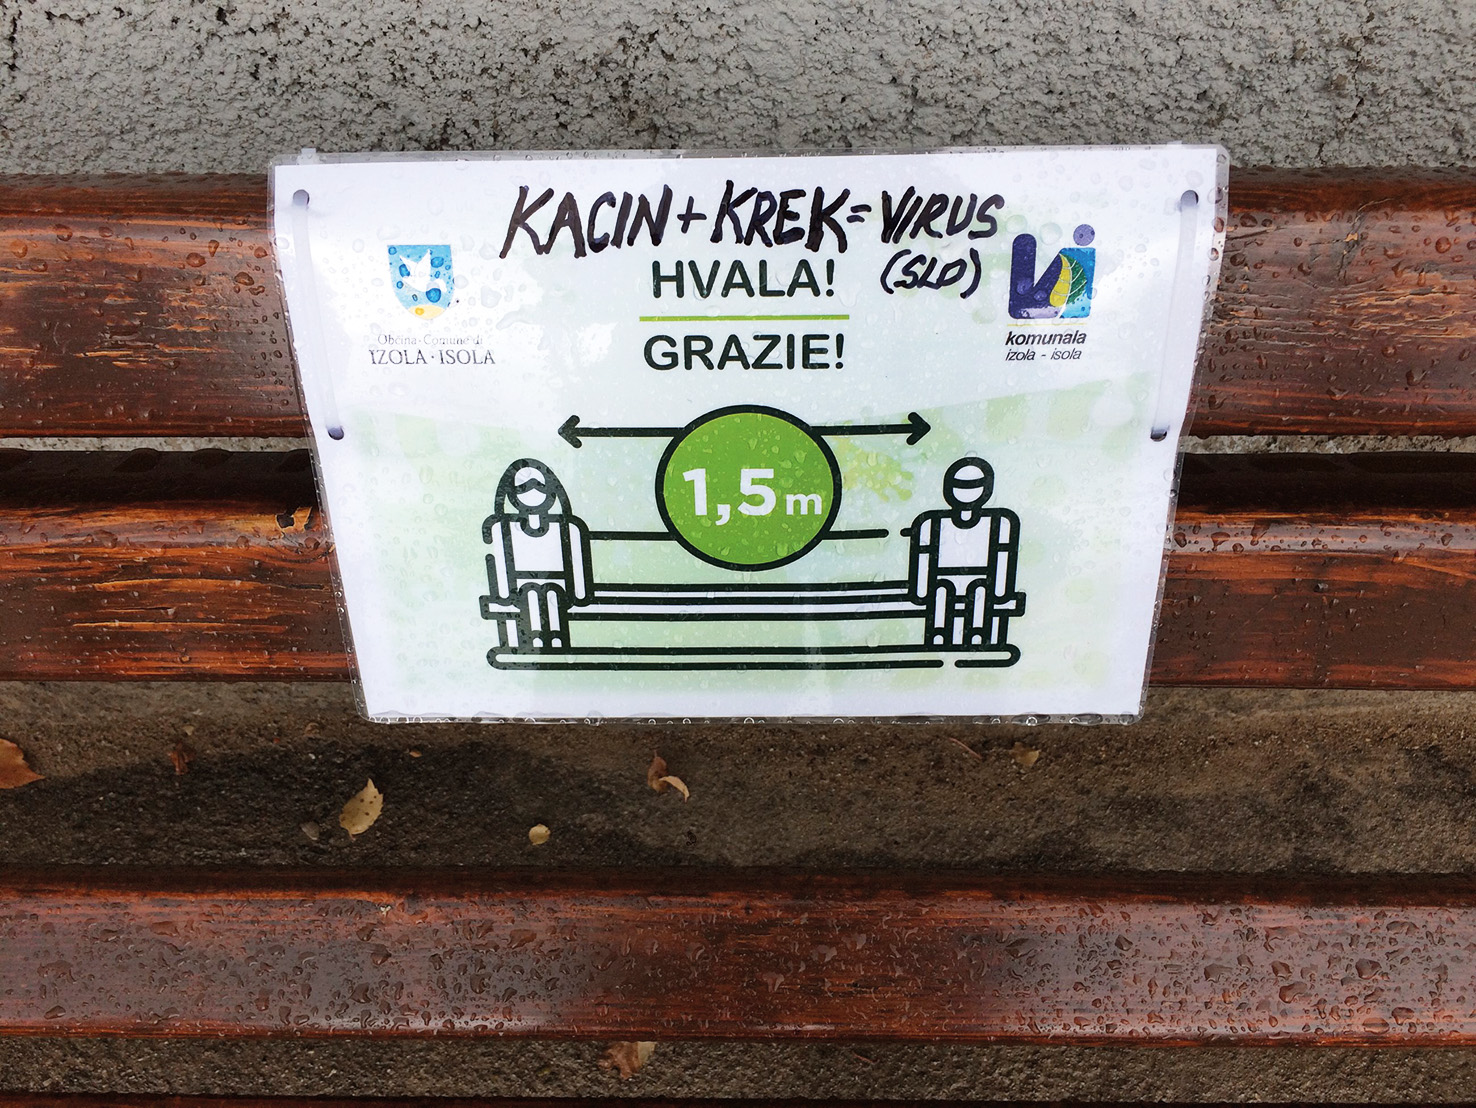 KACIN + KREK = VIRUS
(SLO)
HVALA!
GRAZIE!
Občina · Comune di
IZOLA · ISOLA
komunala
izola - isola
1,5 m